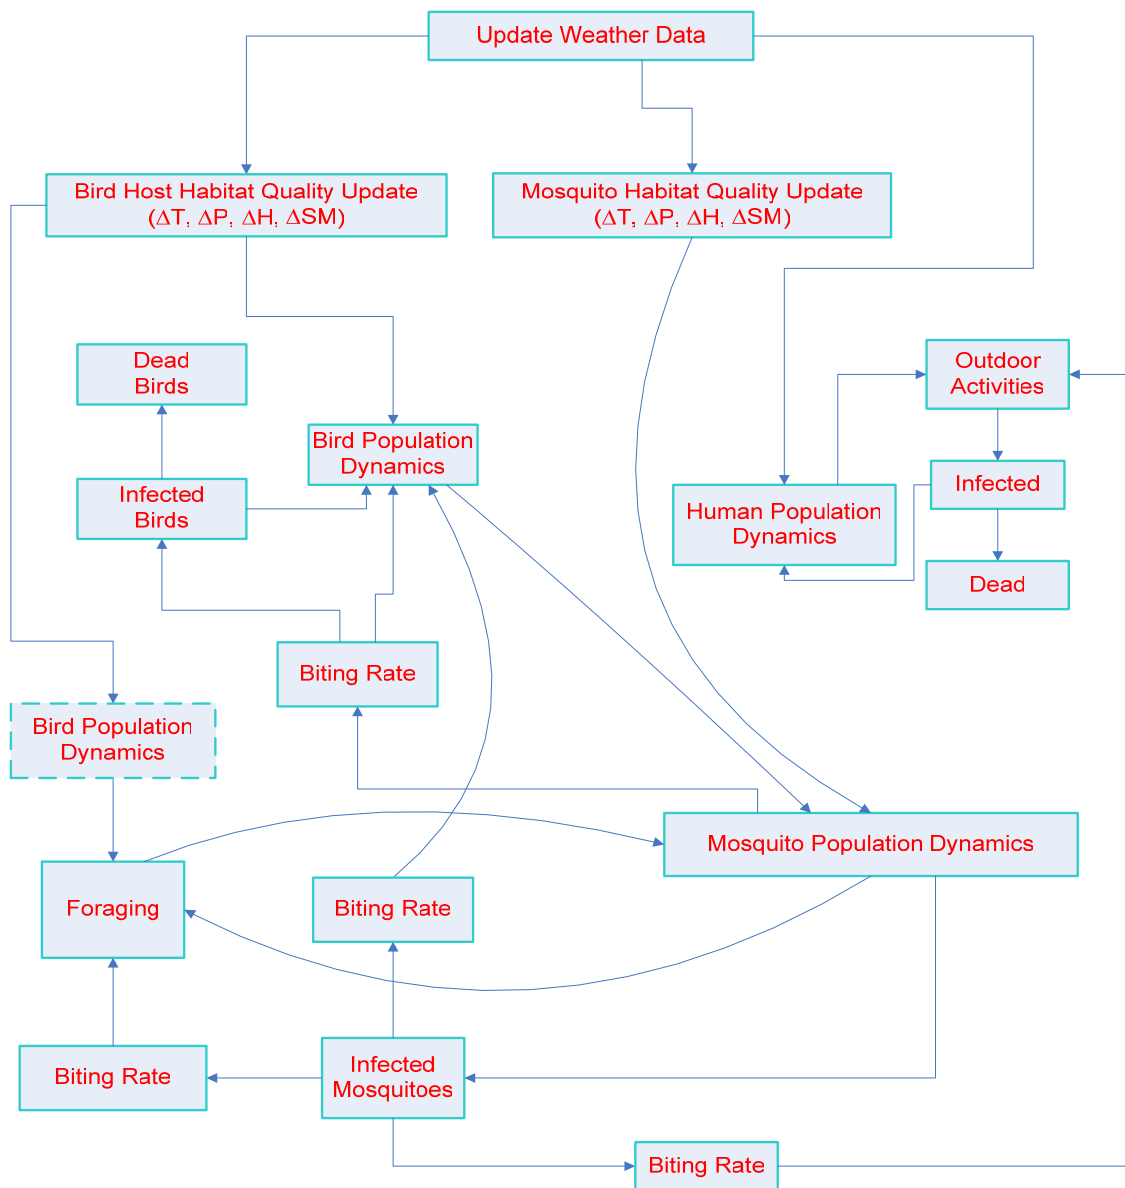 Update Weather Data
Bird Host Habitat Quality Update
(ΔT, ΔP, ΔH, ΔSM)
Mosquito Habitat Quality Update
(ΔT, ΔP, ΔH, ΔSM)
Dead
Birds
Outdoor
Activities
Bird Population
Dynamics
Infected
Birds
Infected
Human Population
Dynamics
Dead
Biting Rate
Bird Population
Dynamics
Mosquito Population Dynamics
Foraging
Biting Rate
Biting Rate
Infected
Mosquitoes
Biting Rate